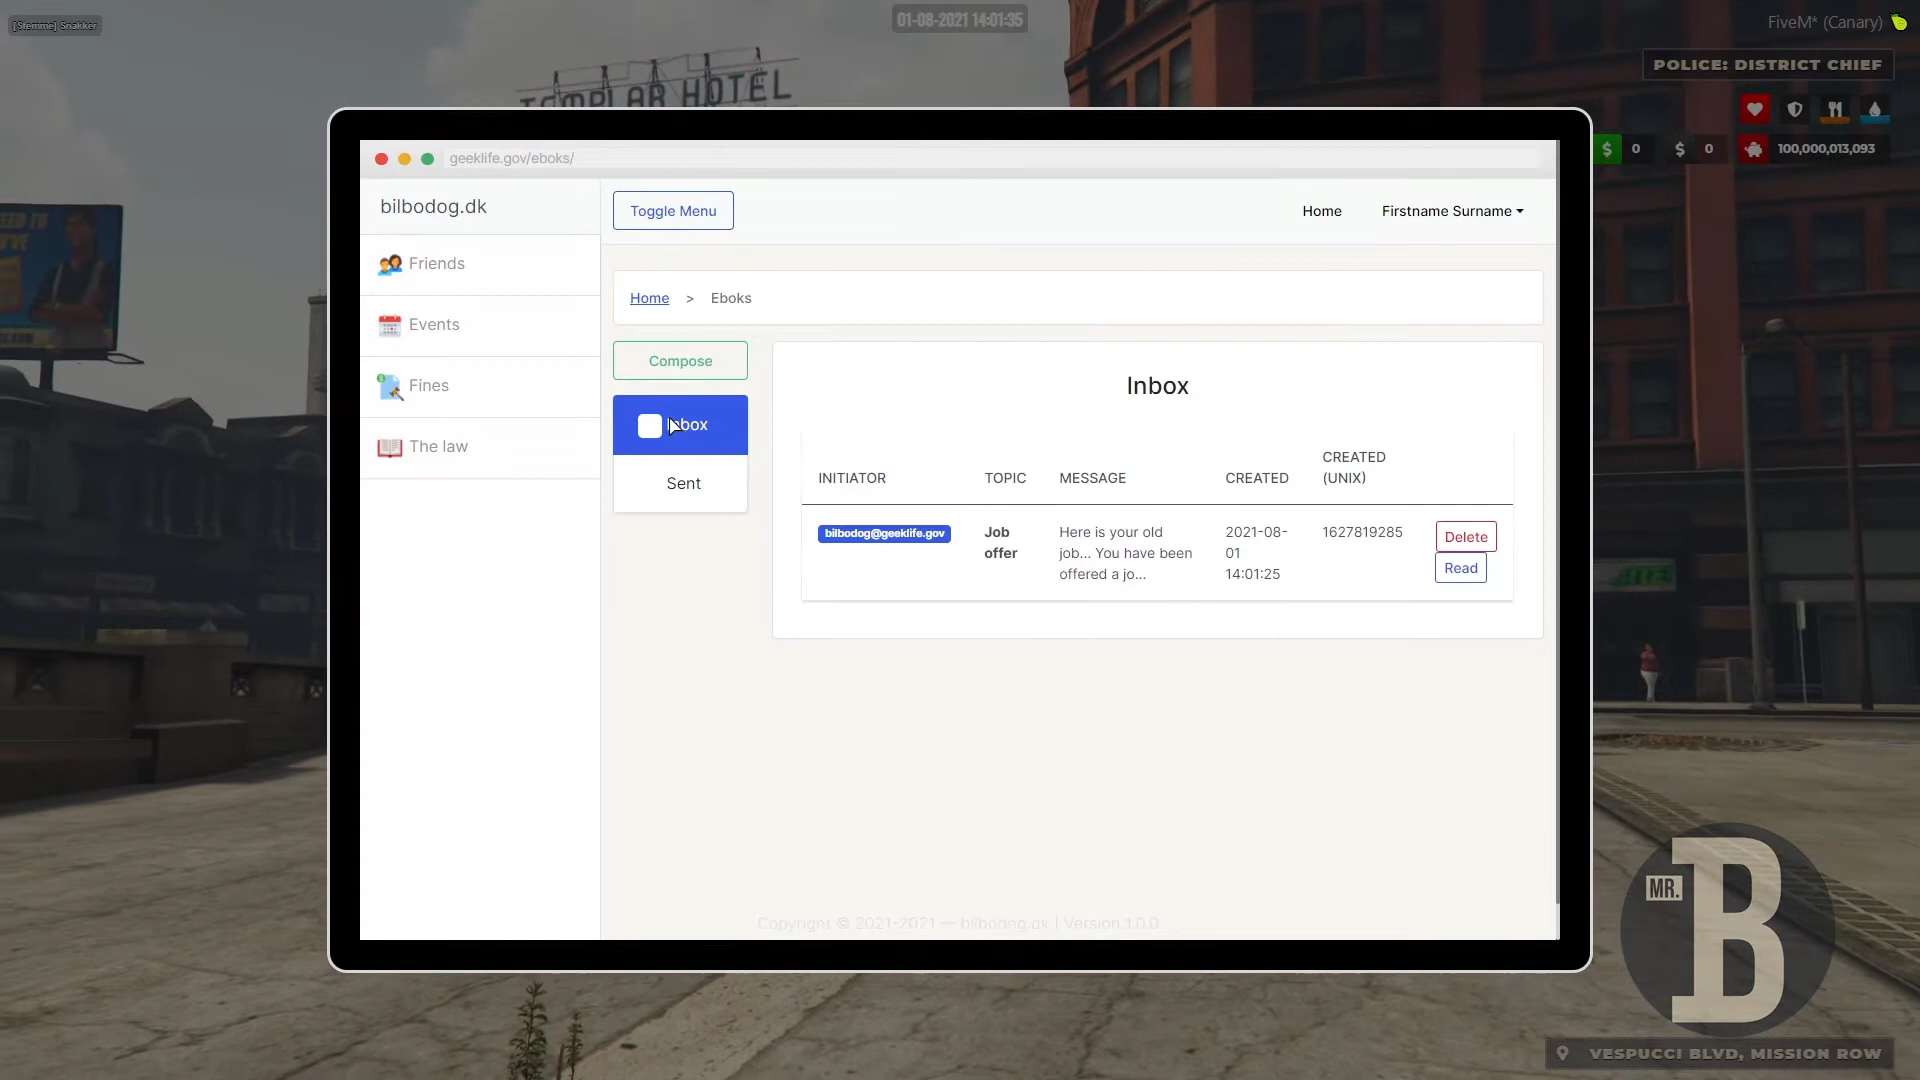 [Stemme] Snakker
01-08-2021 14:01:35
FiveM* (Canary)
POLICE: DISTRICT CHIEF
TEMPLAR HOTEL
$ 0 $ 0 100,000,013,093
geeklife.gov/eboks/
bilbodog.dk
Toggle Menu
Home
Firstname Surname
Friends
Events
Fines
The law
Home > Eboks
Compose
Inbox
Sent
Inbox
INITIATOR TOPIC MESSAGE CREATED CREATED
(UNIX)
bilbodog@geeklife.gov
Job
offer
Here is your old
job... You have been
offered a jo...
2021-08-
01
14:01:25
1627819285
Delete
Read
Copyright © 2021-2021 — bilbodog.dk | Version 1.0.0
MR.
B
VESPUCCI BLVD, MISSION ROW